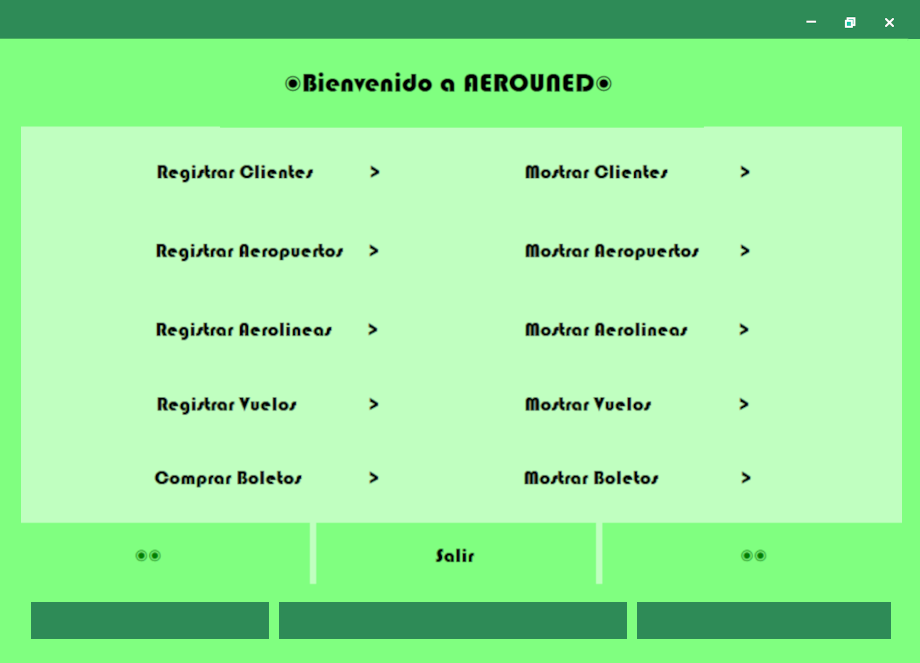 ◉Bienvenido a AEROUNED◉
Registrar Clientes > Mostrar Clientes >
Registrar Aeropuertos > Mostrar Aeropuertos >
Registrar Aerolineas > Mostrar Aerolineas >
Registrar Vuelos > Mostrar Vuelos >
Comprar Boletos > Mostrar Boletos >
◉◉ Salir ◉◉